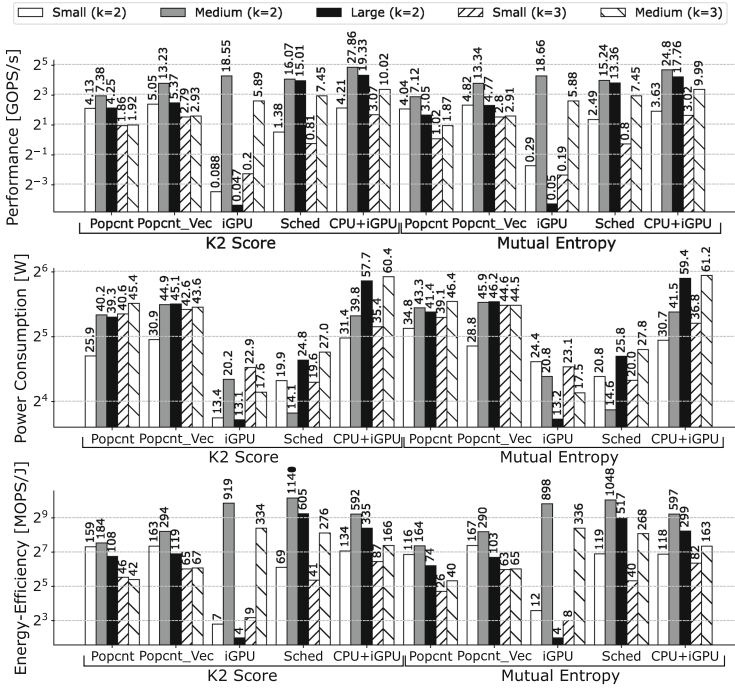 Small (k=2) Medium (k=2) Large (k=2) Small (k=3) Medium (k=3)
Performance [GOPS/s]
2^5
2^3
2^1
2^−1
2^−3
4.13 7.38 4.25 1.86 1.92 5.05 13.23 5.37 2.79 2.93 0.088 18.55 0.047 0.2 5.89 1.38 16.07 15.01 0.81 7.45 4.21 27.86 19.33 3.07 10.02
4.04 7.12 3.05 1.02 1.87 4.82 13.34 4.77 2.8 2.91 0.29 18.66 0.05 0.19 5.88 2.49 15.24 13.36 0.8 7.45 3.63 24.8 17.76 3.02 9.99
Popcnt Popcnt_Vec iGPU Sched CPU+iGPU Popcnt Popcnt_Vec iGPU Sched CPU+iGPU
K2 Score Mutual Entropy
Power Consumption [W]
2^6
2^5
2^4
25.9 40.2 39.3 40.6 45.4 30.9 44.9 45.1 42.6 43.6 13.4 20.2 13.1 22.9 17.6 19.9 14.1 24.8 19.6 27.0 31.4 39.8 57.7 35.4 60.4
34.8 43.3 41.4 39.1 46.4 28.8 45.9 46.2 44.6 44.5 24.4 20.8 13.2 23.1 17.5 20.8 14.6 25.8 20.0 27.8 30.7 41.5 59.4 36.8 61.2
Popcnt Popcnt_Vec iGPU Sched CPU+iGPU Popcnt Popcnt_Vec iGPU Sched CPU+iGPU
K2 Score Mutual Entropy
Energy-Efficiency [MOPS/J]
2^9
2^7
2^5
2^3
159 184 108 46 42 163 294 119 65 67 7 919 4 9 334 69 605 41 276 134 592 335 87 166
116 164 74 26 40 167 290 103 63 65 12 898 4 8 336 119 1048 517 40 268 118 597 299 82 163
Popcnt Popcnt_Vec iGPU Sched CPU+iGPU Popcnt Popcnt_Vec iGPU Sched CPU+iGPU
K2 Score Mutual Entropy